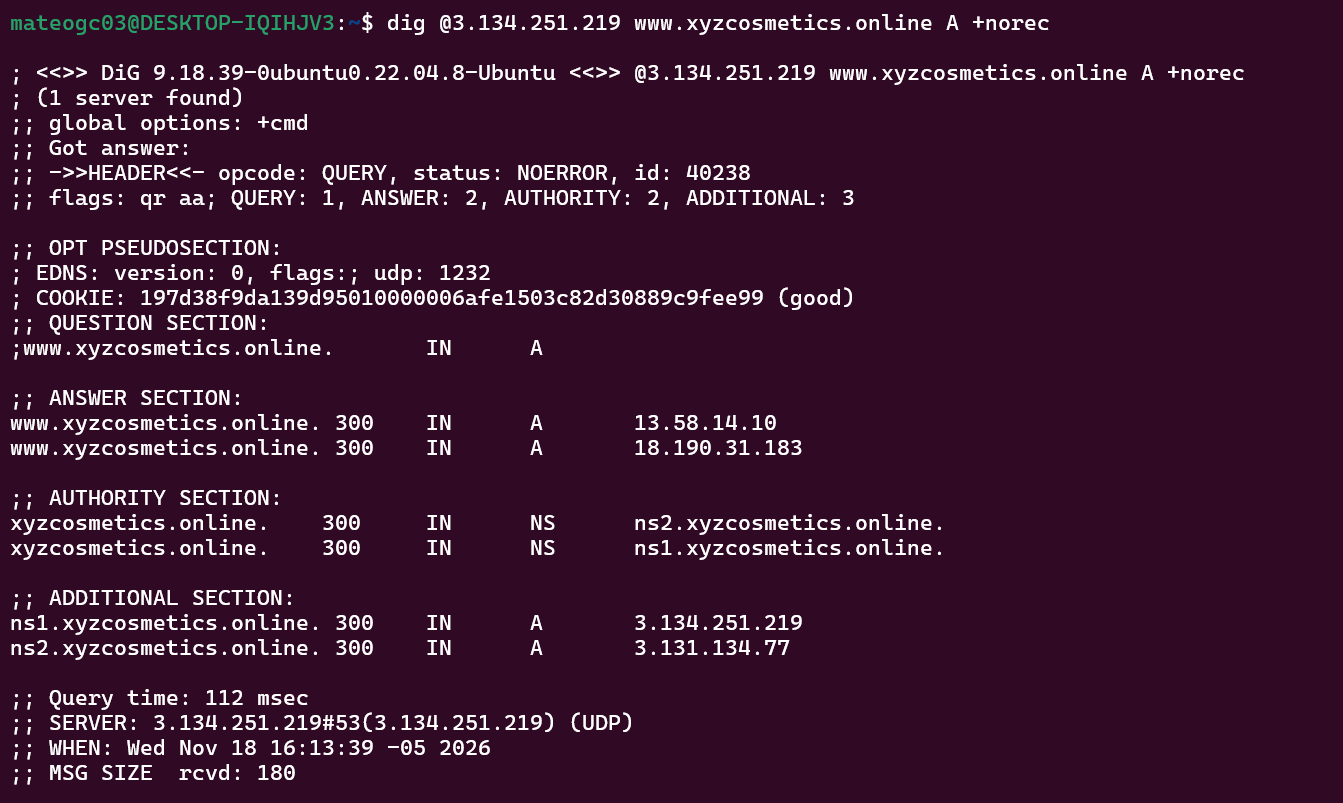 mateogc03@DESKTOP-IQIHJV3:~$ dig @3.134.251.219 www.xyzcosmetics.online A +norec
; <<>> DiG 9.18.39-0ubuntu0.22.04.8-Ubuntu <<>> @3.134.251.219 www.xyzcosmetics.online A +norec
; (1 server found)
;; global options: +cmd
;; Got answer:
;; ->>HEADER<<- opcode: QUERY, status: NOERROR, id: 40238
;; flags: qr aa; QUERY: 1, ANSWER: 2, AUTHORITY: 2, ADDITIONAL: 3
;; OPT PSEUDOSECTION:
; EDNS: version: 0, flags:; udp: 1232
; COOKIE: 197d38f9da139d95010000006afe1503c82d30889c9fee99 (good)
;; QUESTION SECTION:
;www.xyzcosmetics.online. IN A
;; ANSWER SECTION:
www.xyzcosmetics.online. 300 IN A 13.58.14.10
www.xyzcosmetics.online. 300 IN A 18.190.31.183
;; AUTHORITY SECTION:
xyzcosmetics.online. 300 IN NS ns2.xyzcosmetics.online.
xyzcosmetics.online. 300 IN NS ns1.xyzcosmetics.online.
;; ADDITIONAL SECTION:
ns1.xyzcosmetics.online. 300 IN A 3.134.251.219
ns2.xyzcosmetics.online. 300 IN A 3.131.134.77
;; Query time: 112 msec
;; SERVER: 3.134.251.219#53(3.134.251.219) (UDP)
;; WHEN: Wed Nov 18 16:13:39 -05 2026
;; MSG SIZE  rcvd: 180